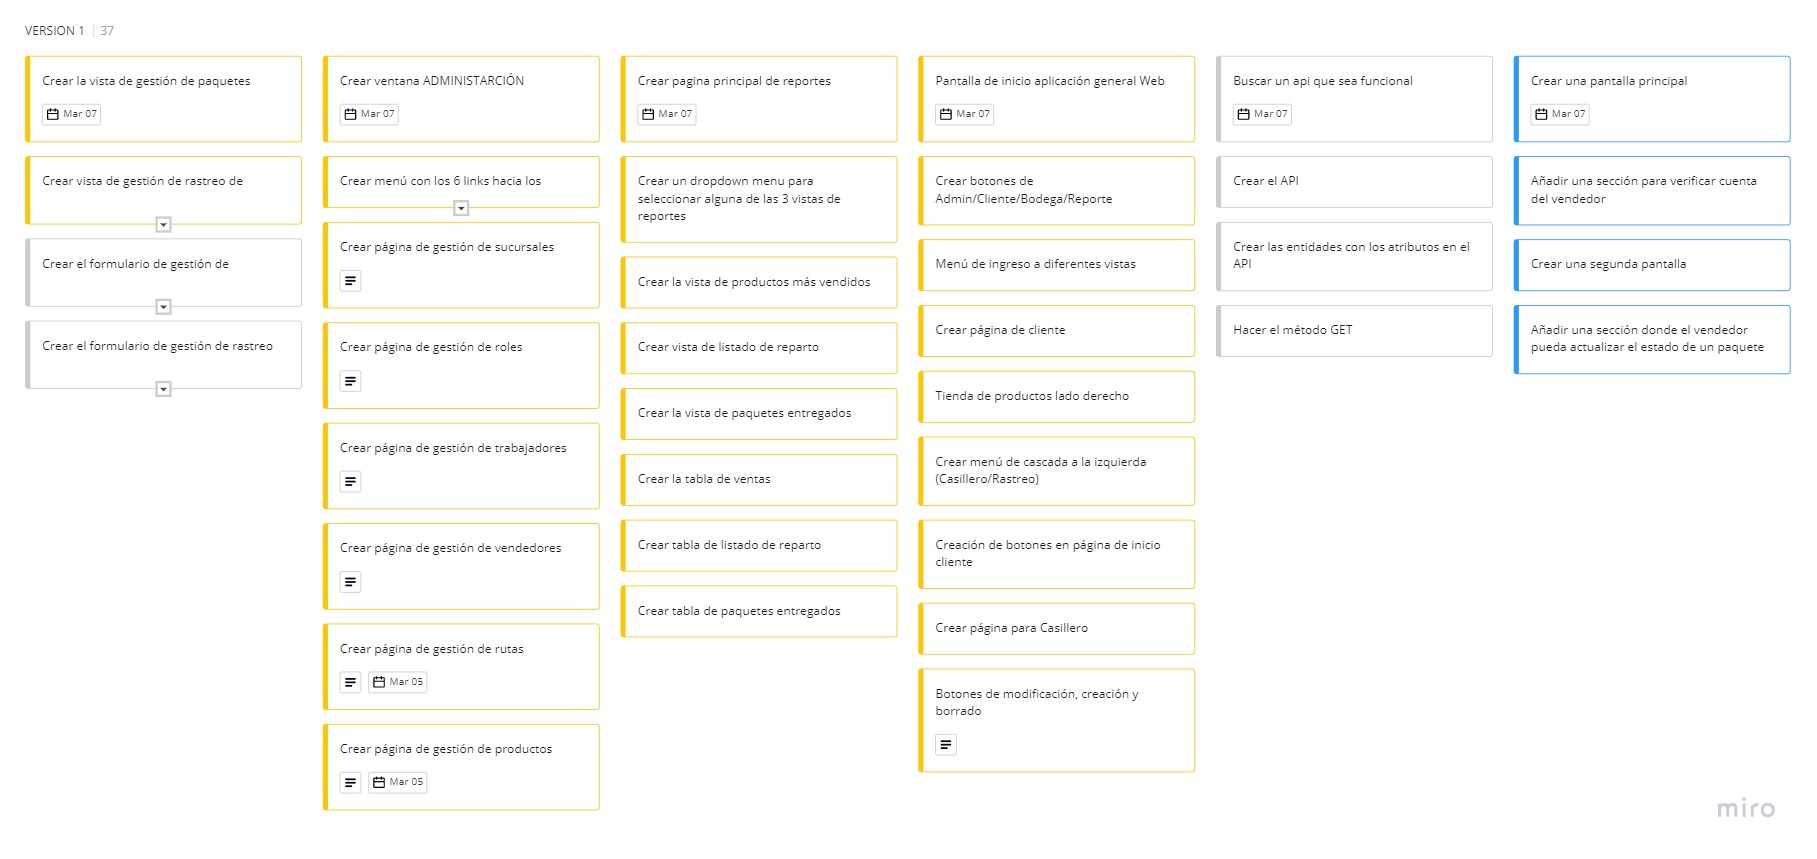 VERSION 1 37
Crear la vista de gestión de paquetes
Mar 07
Crear vista de gestión de rastreo de
Crear el formulario de gestión de
Crear el formulario de gestión de rastreo
Crear ventana ADMINISTARCIÓN
Mar 07
Crear menú con los 6 links hacia los
Crear página de gestión de sucursales
Crear página de gestión de roles
Crear página de gestión de trabajadores
Crear página de gestión de vendedores
Crear página de gestión de rutas
Mar 05
Crear página de gestión de productos
Mar 05
Crear pagina principal de reportes
Mar 07
Crear un dropdown menu para
seleccionar alguna de las 3 vistas de
reportes
Crear la vista de productos más vendidos
Crear vista de listado de reparto
Crear la vista de paquetes entregados
Crear la tabla de ventas
Crear tabla de listado de reparto
Crear tabla de paquetes entregados
Pantalla de inicio aplicación general Web
Mar 07
Crear botones de
Admin/Cliente/Bodega/Reporte
Menú de ingreso a diferentes vistas
Crear página de cliente
Tienda de productos lado derecho
Crear menú de cascada a la izquierda
(Casillero/Rastreo)
Creación de botones en página de inicio
cliente
Crear página para Casillero
Botones de modificación, creación y
borrado
Buscar un api que sea funcional
Mar 07
Crear el API
Crear las entidades con los atributos en el
API
Hacer el método GET
Crear una pantalla principal
Mar 07
Añadir una sección para verificar cuenta
del vendedor
Crear una segunda pantalla
Añadir una sección donde el vendedor
pueda actualizar el estado de un paquete
miro